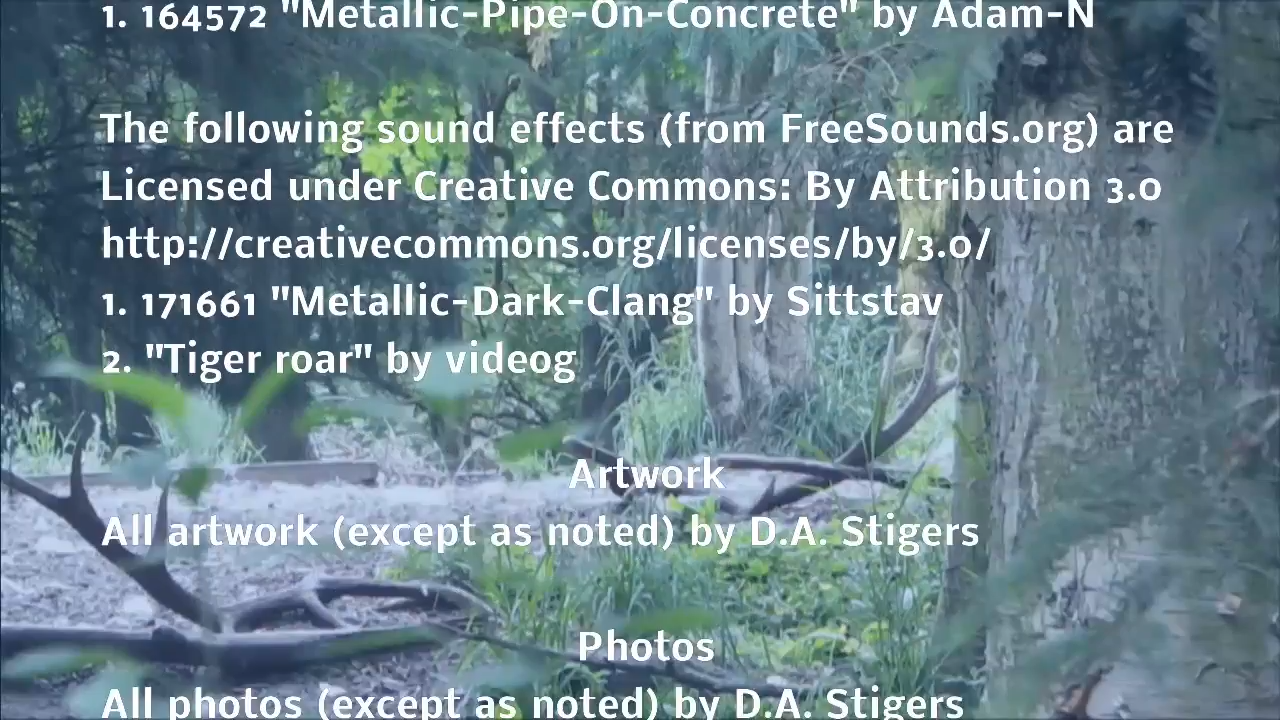 1. 164572 "Metallic-Pipe-On-Concrete" by Adam-N
The following sound effects (from FreeSounds.org) are
Licensed under Creative Commons: By Attribution 3.0
http://creativecommons.org/licenses/by/3.0/
1. 171661 "Metallic-Dark-Clang" by Sittstav
2. "Tiger roar" by videog
Artwork
All artwork (except as noted) by D.A. Stigers
Photos
All photos (except as noted) by D.A. Stigers